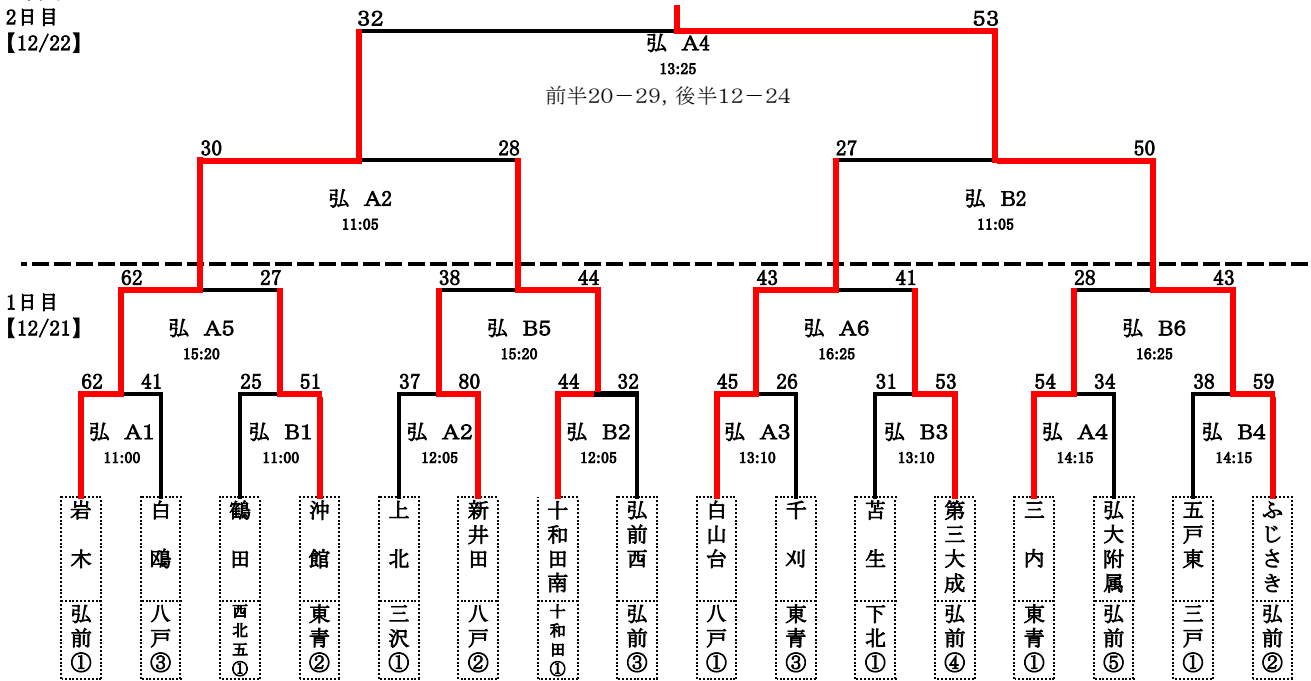 2日目
【12/22】
32
53
弘 A4
13:25
前半20-29, 後半12-24
30
28
27
50
弘 A2
11:05
弘 B2
11:05
62
27
38
44
43
41
28
43
1日目
【12/21】
弘 A5
15:20
弘 B5
15:20
弘 A6
16:25
弘 B6
16:25
62
41
25
51
37
80
44
32
45
26
31
53
54
34
38
59
弘 A1
11:00
弘 B1
11:00
弘 A2
12:05
弘 B2
12:05
弘 A3
13:10
弘 B3
13:10
弘 A4
14:15
弘 B4
14:15
岩木
白鴎
鶴田
沖館
上北
新井田
十和田南
弘前西
白山台
千刈
苫生
第三大成
三内
弘大附属
五戸東
ふじさき
弘前①
八戸③
西北五①
東青②
三沢①
八戸②
十和田①
弘前③
八戸①
東青③
下北①
弘前④
東青①
弘前⑤
三戸①
弘前②